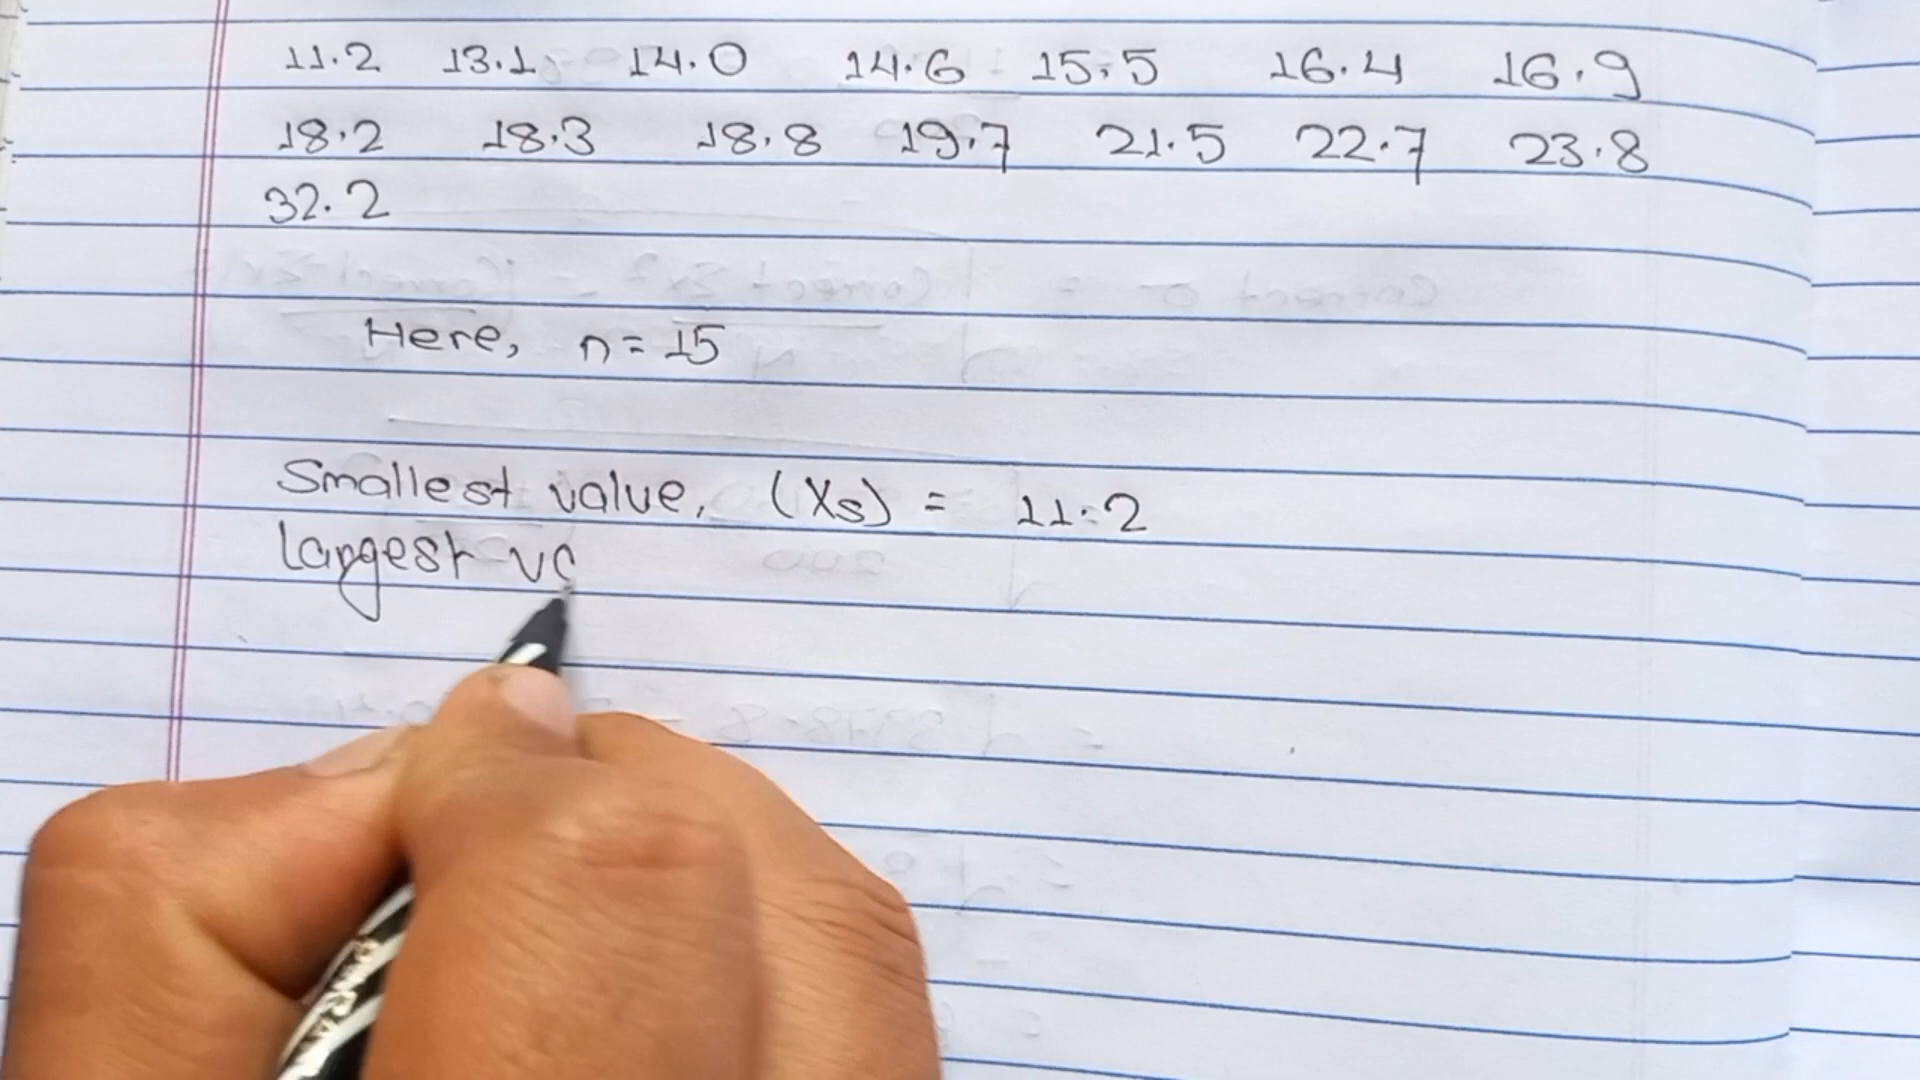 11.2 13.1 14.0 14.6 15.5 16.4 16.9
18.2 18.3 18.8 19.7 21.5 22.7 23.8
32.2
Here, n=15
Smallest value, (Xs) = 11.2
largest va